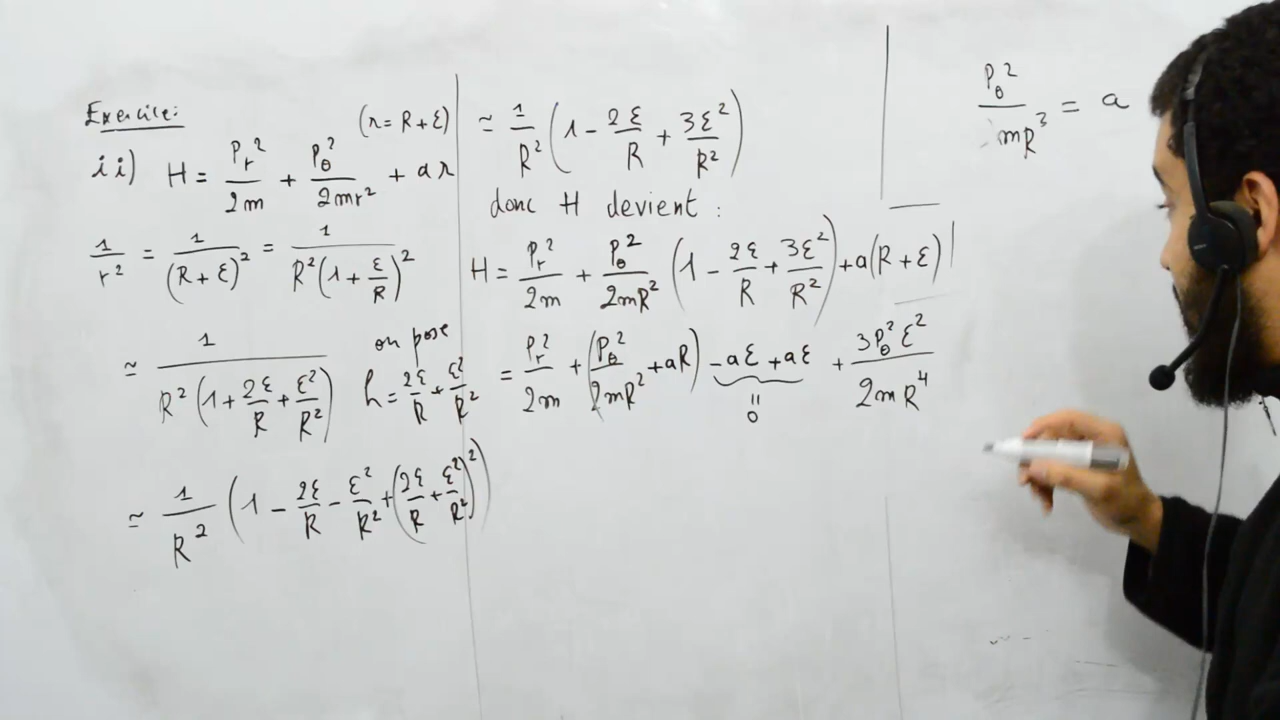 Exercice:
(r = R + ε)
ii) H = Pᵣ²/2m + P_θ²/2mr² + ar
1/r² = 1/(R + ε)² = 1/R²(1 + ε/R)²
≃ 1/R²(1 + 2ε/R + ε²/R²)
on pose
h = 2ε/R + ε²/R²
≃ 1/R² (1 - 2ε/R - ε²/R² + (2ε/R + ε²/R²)²)
≃ 1/R² (1 - 2ε/R + 3ε²/R²)
donc H devient :
H = Pᵣ²/2m + P_θ²/2mR² (1 - 2ε/R + 3ε²/R²) + a(R + ε)
= Pᵣ²/2m + (P_θ²/2mR² + aR) - aε + aε + 3P_θ²ε²/2mR⁴
=
0
P_θ²/mR³ = a